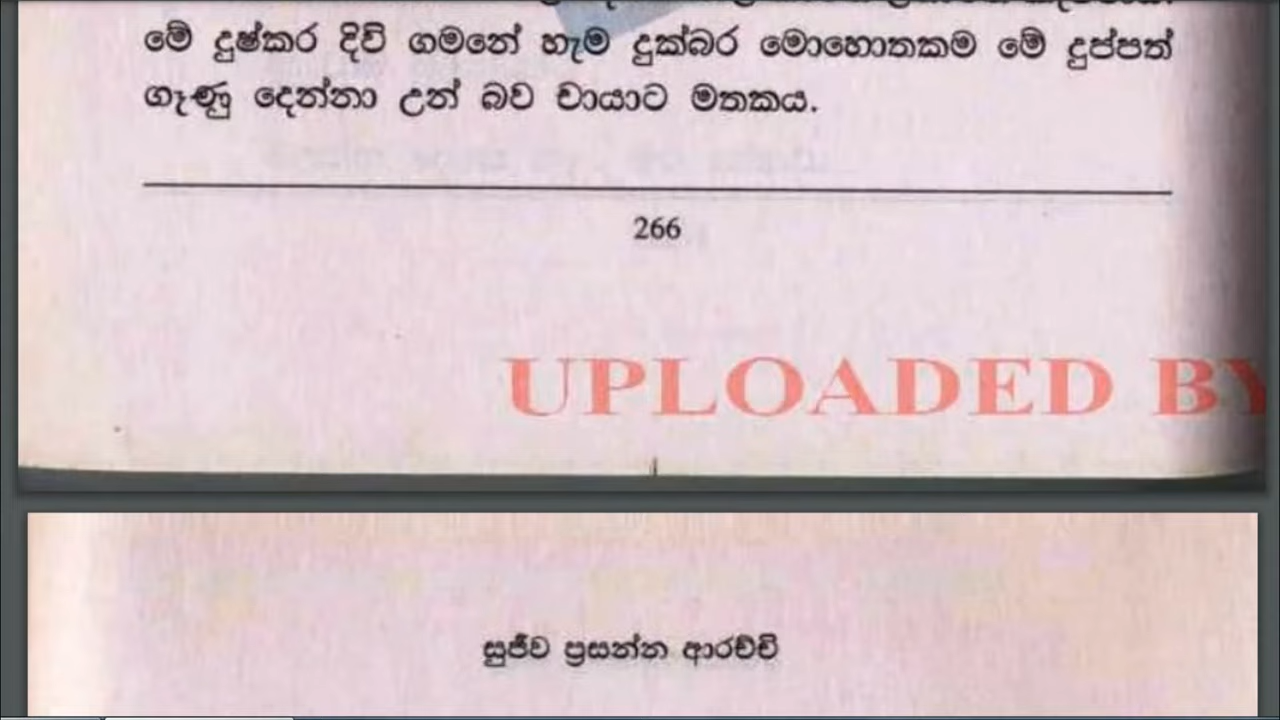 මේ දුෂ්කර දිවි ගමනේ හැම දුක්බර මොහොතකම මේ දුප්පත්
ගෑණු දෙන්නා උන් බව චායාට මතකය.
266
UPLOADED BY
සුජීව ප්‍රසන්න ආරච්චි